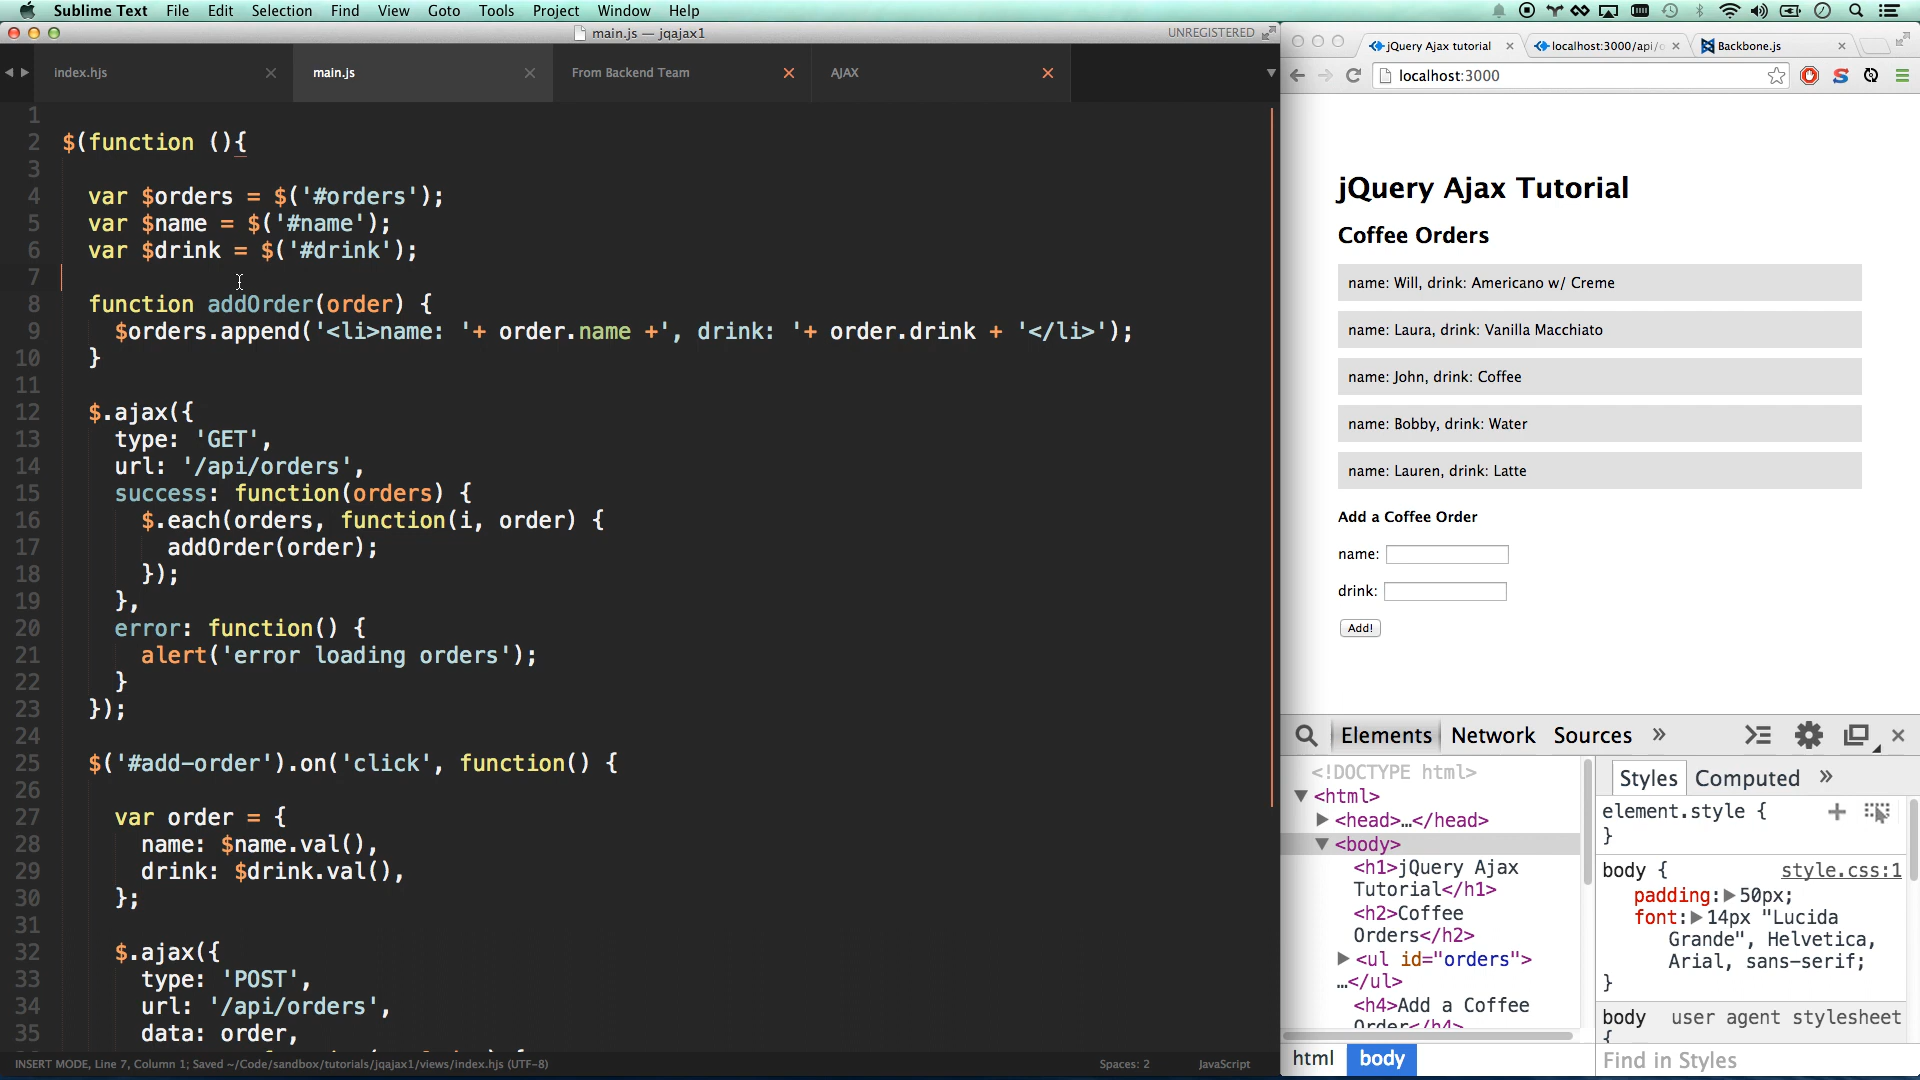 Sublime Text File Edit Selection Find View Goto Tools Project Window Help
main.js — jqajax1
UNREGISTERED
index.hjs
main.js
From Backend Team
AJAX
1
2 $(function (){
3
4 var $orders = $('#orders');
5 var $name = $('#name');
6 var $drink = $('#drink');
7
8 function addOrder(order) {
9 $orders.append('<li>name: '+ order.name +', drink: '+ order.drink + '</li>');
10 }
11
12 $.ajax({
13 type: 'GET',
14 url: '/api/orders',
15 success: function(orders) {
16 $.each(orders, function(i, order) {
17 addOrder(order);
18 });
19 },
20 error: function() {
21 alert('error loading orders');
22 }
23 });
24
25 $('#add-order').on('click', function() {
26
27 var order = {
28 name: $name.val(),
29 drink: $drink.val(),
30 };
31
32 $.ajax({
33 type: 'POST',
34 url: '/api/orders',
35 data: order,
INSERT MODE, Line 7, Column 1; Saved ~/Code/sandbox/tutorials/jqajax1/views/index.hjs (UTF-8)
Spaces: 2
JavaScript
jQuery Ajax tutorial
localhost:3000/api/
Backbone.js
localhost:3000
jQuery Ajax Tutorial
Coffee Orders
name: Will, drink: Americano w/ Creme
name: Laura, drink: Vanilla Macchiato
name: John, drink: Coffee
name: Bobby, drink: Water
name: Lauren, drink: Latte
Add a Coffee Order
name:
drink:
Add!
Elements Network Sources »
<!DOCTYPE html>
<html>
<head>…</head>
<body>
<h1>jQuery Ajax
Tutorial</h1>
<h2>Coffee
Orders</h2>
<ul id="orders">
…</ul>
<h4>Add a Coffee
Order</h4>
html body
Styles Computed »
element.style {
}
body { style.css:1
padding: 50px;
font: 14px "Lucida
Grande", Helvetica,
Arial, sans-serif;
}
body user agent stylesheet
{
Find in Styles